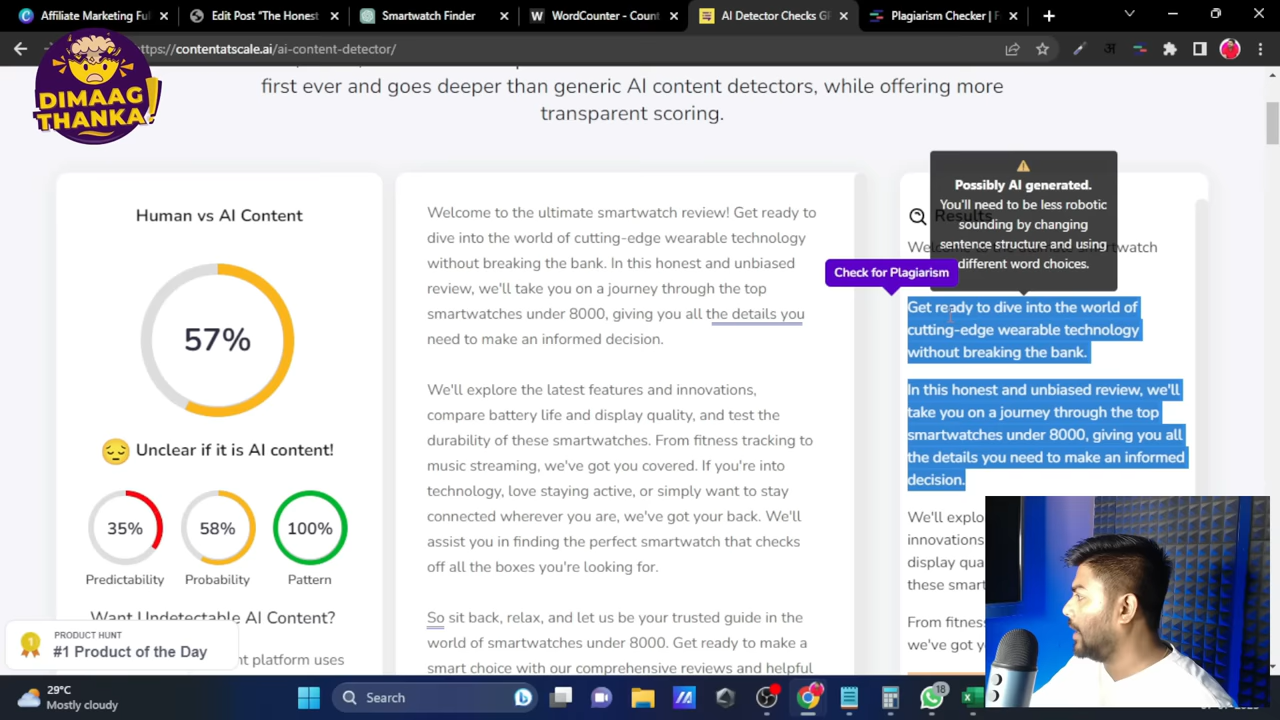 Affiliate Marketing Ful
Edit Post "The Honest
Smartwatch Finder
WordCounter - Count
AI Detector Checks GP
Plagiarism Checker | F
https://contentatscale.ai/ai-content-detector/
DIMAAG
THANKA!
first ever and goes deeper than generic AI content detectors, while offering more
transparent scoring.
Human vs AI Content
57%
Unclear if it is AI content!
35%
58%
100%
Predictability
Probability
Pattern
Want Undetectable AI Content?
PRODUCT HUNT
#1 Product of the Day
nt platform uses
Welcome to the ultimate smartwatch review! Get ready to
dive into the world of cutting-edge wearable technology
without breaking the bank. In this honest and unbiased
review, we'll take you on a journey through the top
smartwatches under 8000, giving you all the details you
need to make an informed decision.
We'll explore the latest features and innovations,
compare battery life and display quality, and test the
durability of these smartwatches. From fitness tracking to
music streaming, we've got you covered. If you're into
technology, love staying active, or simply want to stay
connected wherever you are, we've got your back. We'll
assist you in finding the perfect smartwatch that checks
off all the boxes you're looking for.
So sit back, relax, and let us be your trusted guide in the
world of smartwatches under 8000. Get ready to make a
smart choice with our comprehensive reviews and helpful
Possibly AI generated.
You'll need to be less robotic
sounding by changing
sentence structure and using
different word choices.
Results
Check for Plagiarism
Get ready to dive into the world of
cutting-edge wearable technology
without breaking the bank.
In this honest and unbiased review, we'll
take you on a journey through the top
smartwatches under 8000, giving you all
the details you need to make an informed
decision.
We'll explo
innovations,
display qua
these smart
From fitnes
we've got yo
29°C
Mostly cloudy
Search
18